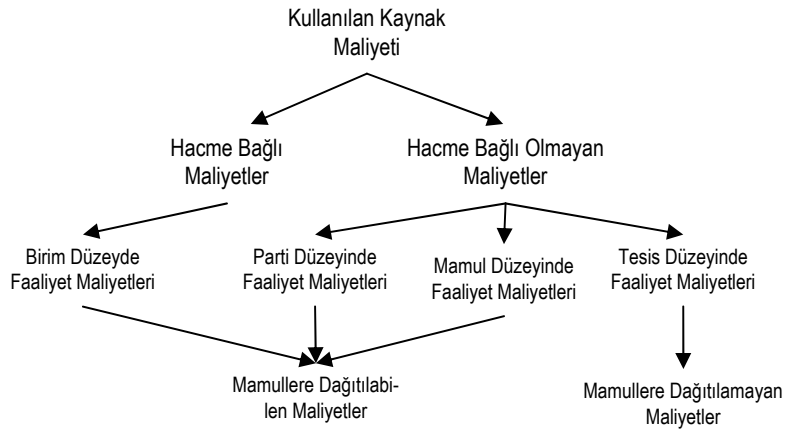 Kullanılan Kaynak
Maliyeti
Hacme Bağlı
Maliyetler
Hacme Bağlı Olmayan
Maliyetler
Birim Düzeyde
Faaliyet Maliyetleri
Parti Düzeyinde
Faaliyet Maliyetleri
Mamul Düzeyinde
Faaliyet Maliyetleri
Tesis Düzeyinde
Faaliyet Maliyetleri
Mamullere Dağıtılabi-
len Maliyetler
Mamullere Dağıtılamayan
Maliyetler